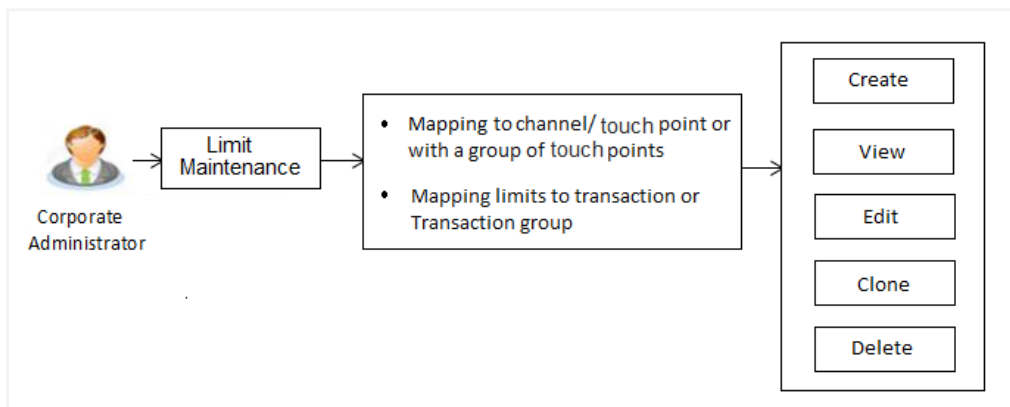 Corporate
Administrator
Limit
Maintenance
• Mapping to channel/ touch point or
with a group of touch points
• Mapping limits to transaction or
Transaction group
Create
View
Edit
Clone
Delete